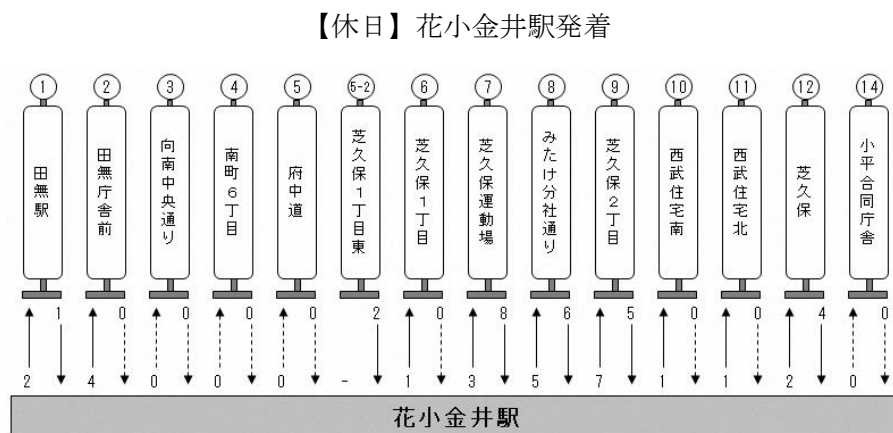 【休日】花小金井駅発着
1 2 3 4 5 5-2 6 7 8 9 10 11 12 14
田無駅
田無庁舎前
向南中央通り
南町6丁目
府中道
芝久保1丁目東
芝久保1丁目
芝久保運動場
みたけ分社通り
芝久保2丁目
西武住宅南
西武住宅北
芝久保
小平合同庁舎
1 0 0 0 0 2 0 8 6 5 0 0 4 0
2 4 0 0 0 - 1 3 5 7 1 1 2 0
花小金井駅